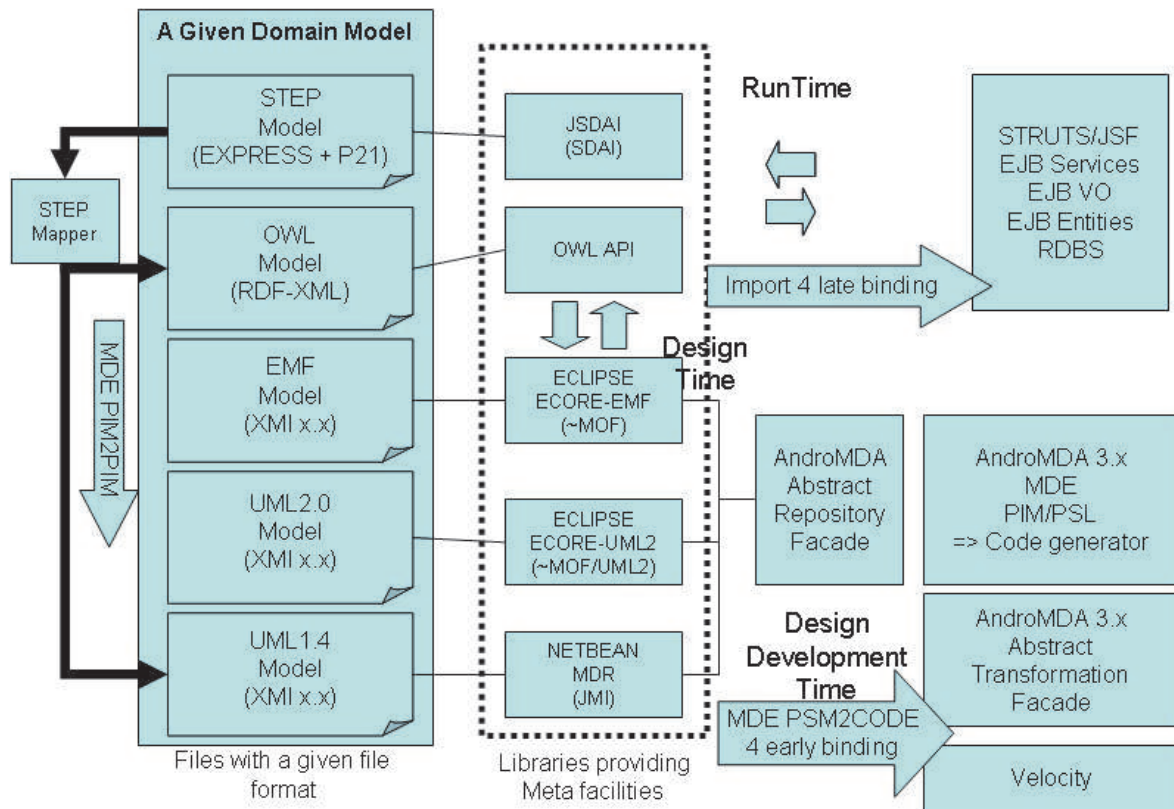 A Given Domain Model
STEP
Model
(EXPRESS + P21)
STEP
Mapper
OWL
Model
(RDF-XML)
MDE PIM2PIM
EMF
Model
(XMI x.x)
UML2.0
Model
(XMI x.x)
UML1.4
Model
(XMI x.x)
Files with a given file
format
JSDAI
(SDAI)
OWL API
ECLIPSE
ECORE-EMF
(~MOF)
ECLIPSE
ECORE-UML2
(~MOF/UML2)
NETBEAN
MDR
(JMI)
Libraries providing
Meta facilities
RunTime
Import 4 late binding
STRUTS/JSF
EJB Services
EJB VO
EJB Entities
RDBS
Design
Time
AndroMDA
Abstract
Repository
Facade
AndroMDA 3.x
MDE
PIM/PSL
=> Code generator
Design
Development
Time
MDE PSM2CODE
4 early binding
AndroMDA 3.x
Abstract
Transformation
Facade
Velocity